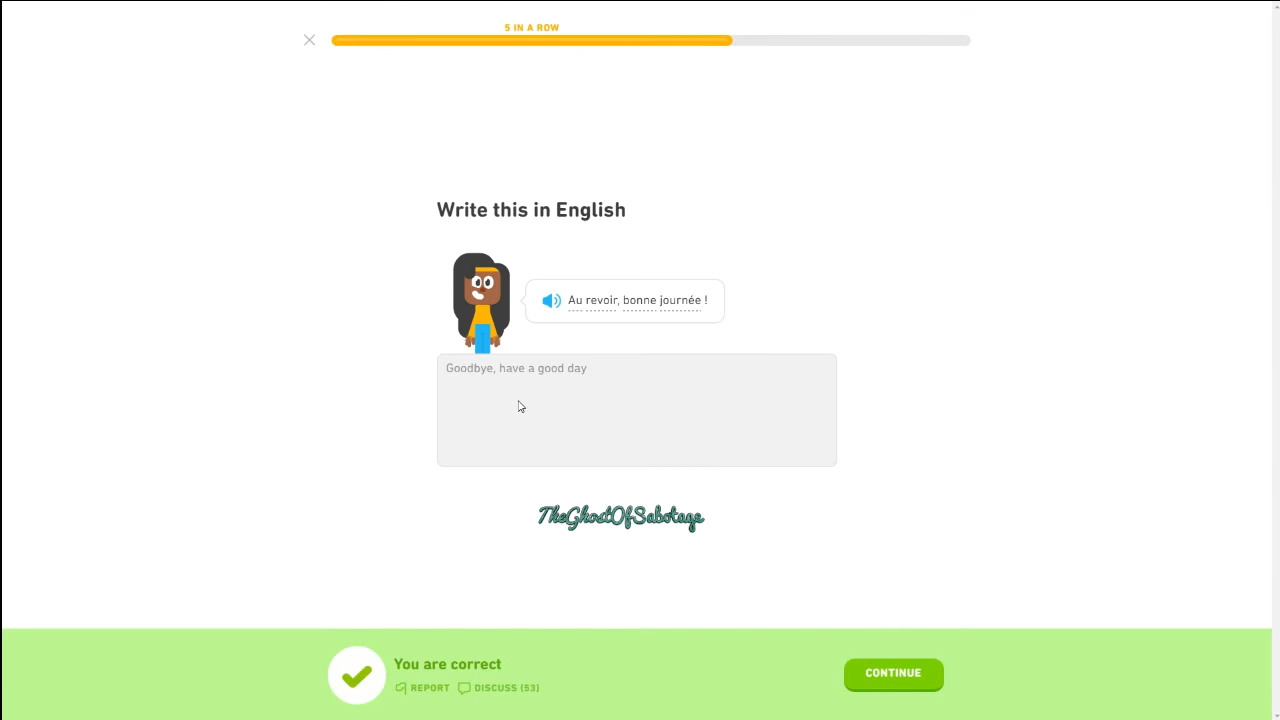 5 IN A ROW
Write this in English
Au revoir, bonne journée !
Goodbye, have a good day
TheGhostOfSabotage
You are correct
REPORT DISCUSS (53)
CONTINUE